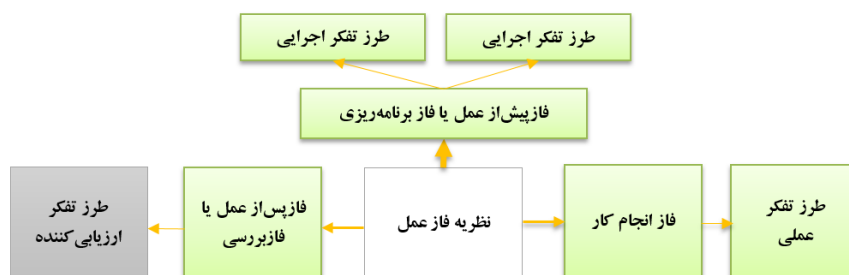 طرز تفکر اجرایی
طرز تفکر اجرایی
فازپیش‌از عمل یا فاز برنامه‌ریزی
طرز تفکر
عملی
فاز انجام کار
نظریه فاز عمل
فازپس‌از عمل یا
فازبررسی
طرز تفکر
ارزیابی‌کننده